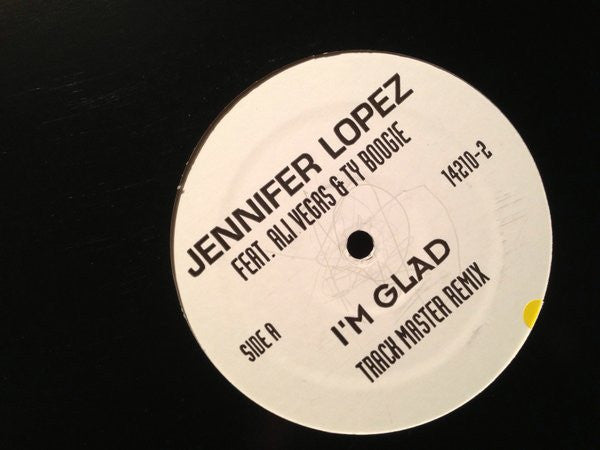 JENNIFER LOPEZ
FEAT. ALI VEGAS & TY BOOGIE
14210-2
SIDE A
I'M GLAD
TRACK MASTER REMIX